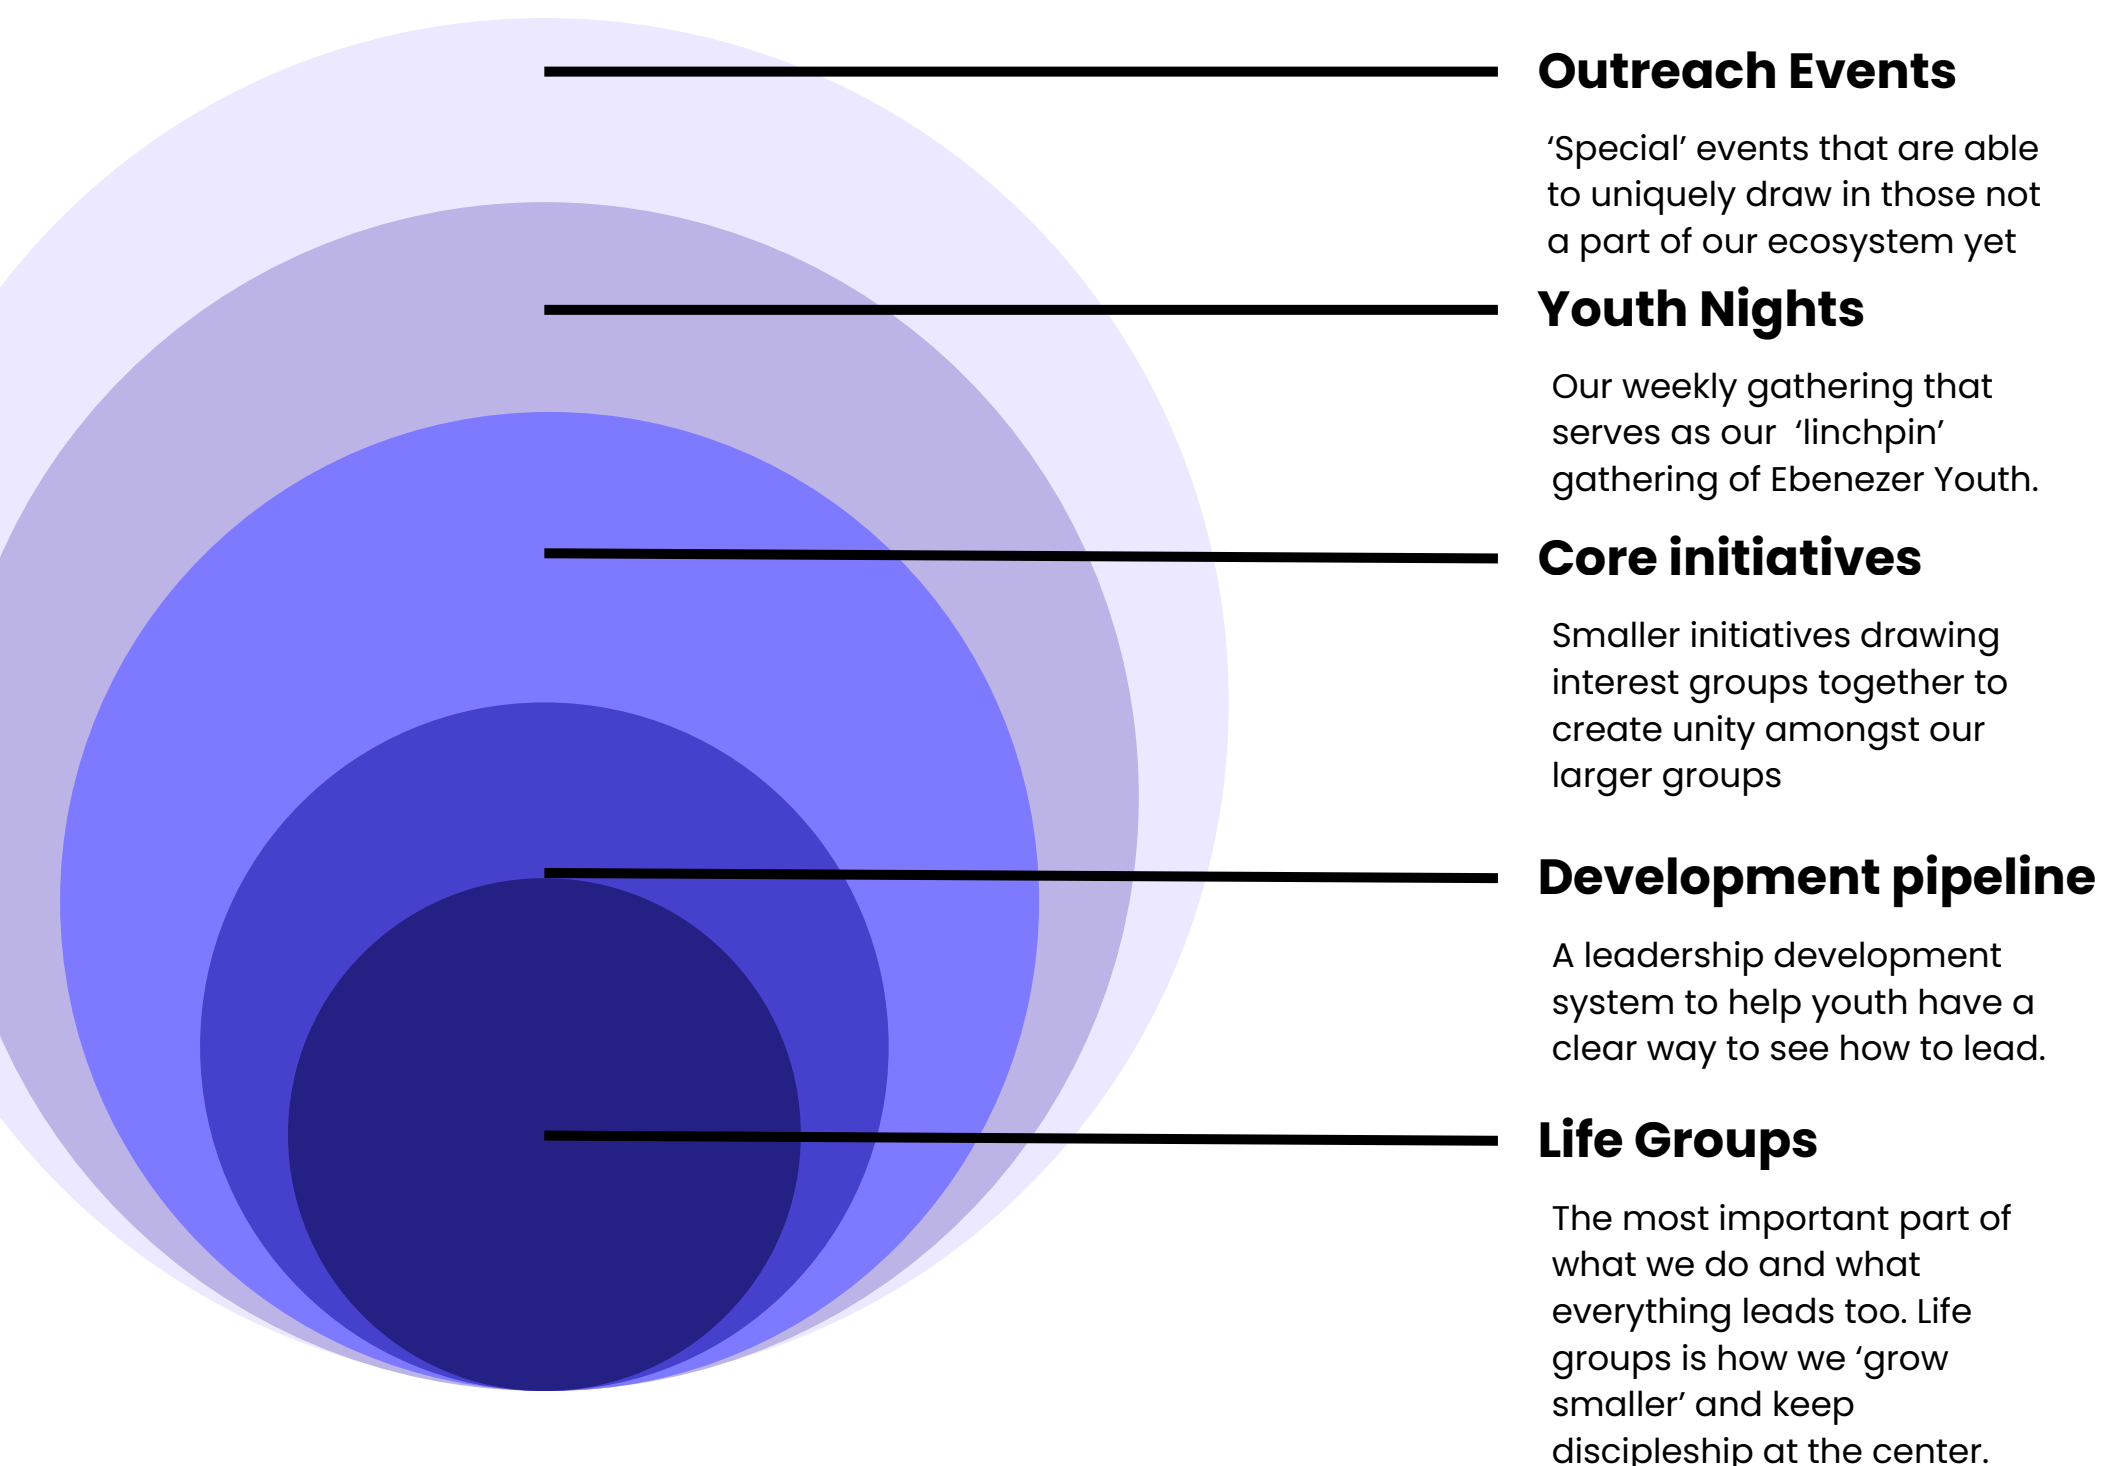 Outreach Events
‘Special’ events that are able
to uniquely draw in those not
a part of our ecosystem yet
Youth Nights
Our weekly gathering that
serves as our ‘linchpin’
gathering of Ebenezer Youth.
Core initiatives
Smaller initiatives drawing
interest groups together to
create unity amongst our
larger groups
Development pipeline
A leadership development
system to help youth have a
clear way to see how to lead.
Life Groups
The most important part of
what we do and what
everything leads too. Life
groups is how we ‘grow
smaller’ and keep
discipleship at the center.